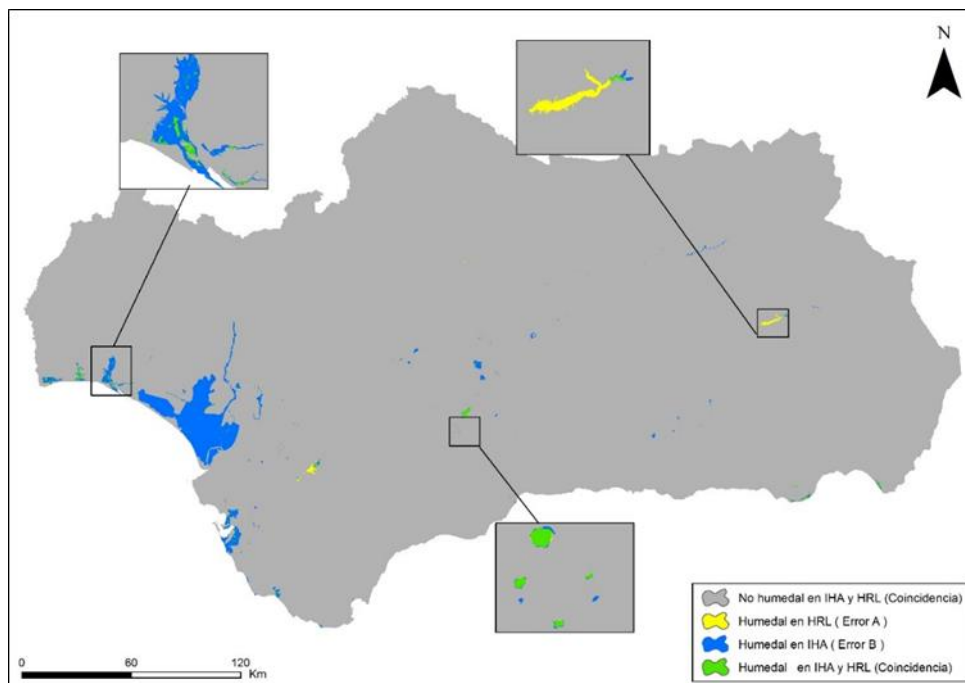 N
No humedal en IHA y HRL (Coincidencia)
Humedal en HRL ( Error A )
Humedal en IHA ( Error B )
Humedal en IHA y HRL (Coincidencia)
0 60 120
Km